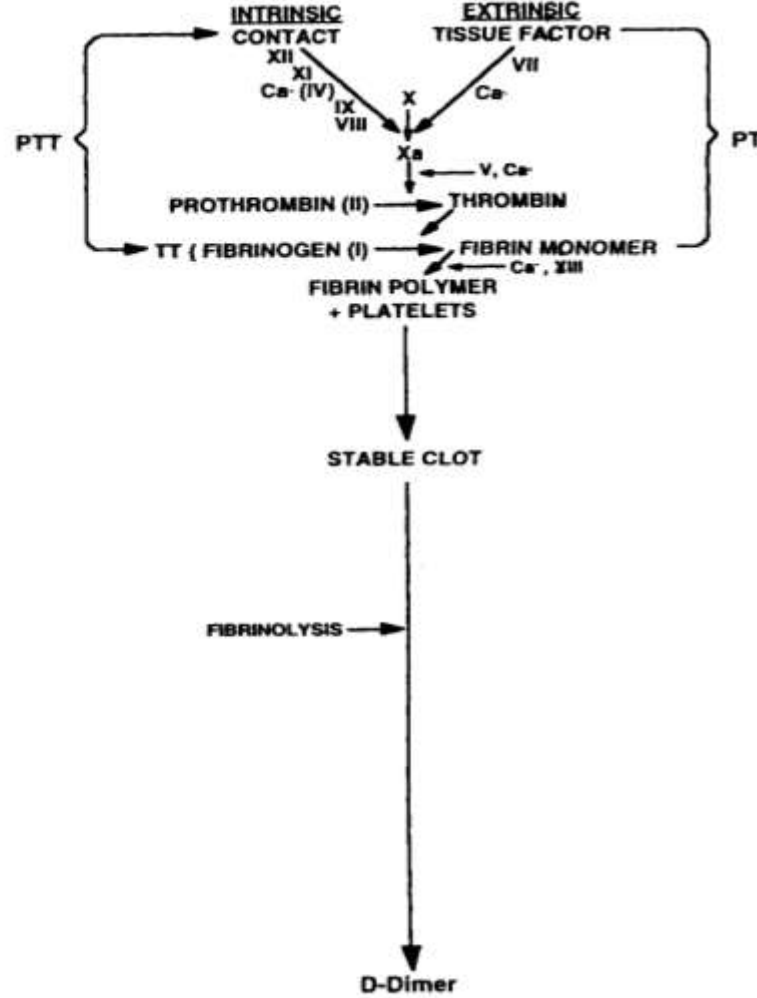 INTRINSIC EXTRINSIC
CONTACT TISSUE FACTOR
XII VII
XI
Ca- (IV) Ca-
IX X
VIII
PTT PT
Xa
V, Ca-
PROTHROMBIN (II) THROMBIN
TT { FIBRINOGEN (I) FIBRIN MONOMER
Ca-, XIII
FIBRIN POLYMER
+ PLATELETS
STABLE CLOT
FIBRINOLYSIS
D-Dimer